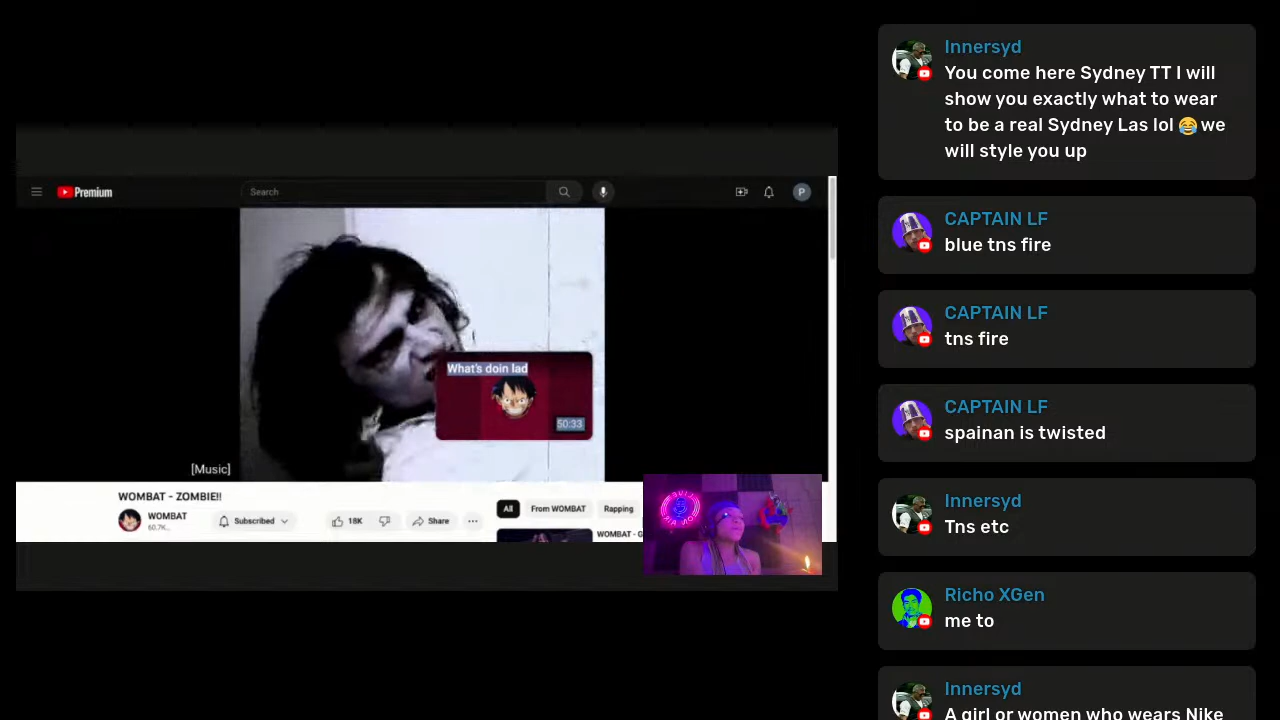 Premium
Search
P
What's doin lad
50:33
[Music]
WOMBAT - ZOMBIE!!
WOMBAT
60.7K...
Subscribed
18K
Share
...
All
From WOMBAT
Rapping
WOMBAT - G
Innersyd
You come here Sydney TT I will
show you exactly what to wear
to be a real Sydney Las lol 😂 we
will style you up
CAPTAIN LF
blue tns fire
CAPTAIN LF
tns fire
CAPTAIN LF
spainan is twisted
Innersyd
Tns etc
Richo XGen
me to
Innersyd
A girl or women who wears Nike